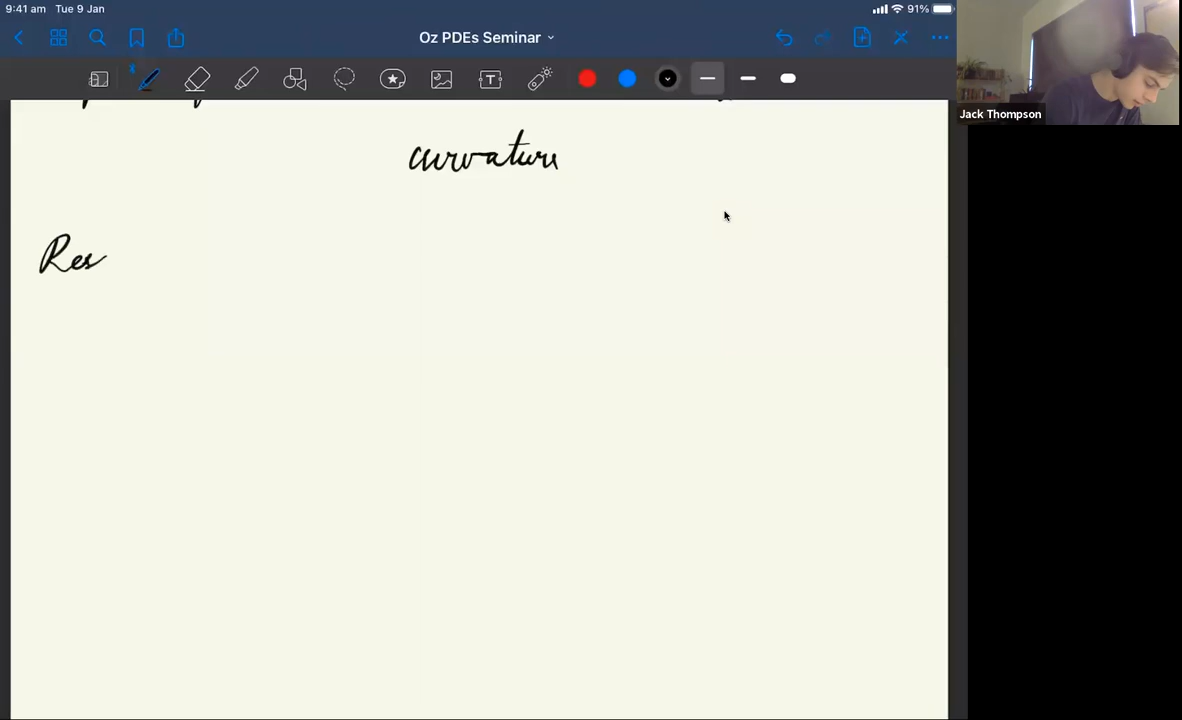 9:41 am Tue 9 Jan
91%
Oz PDEs Seminar
T
Jack Thompson
curvature
Res